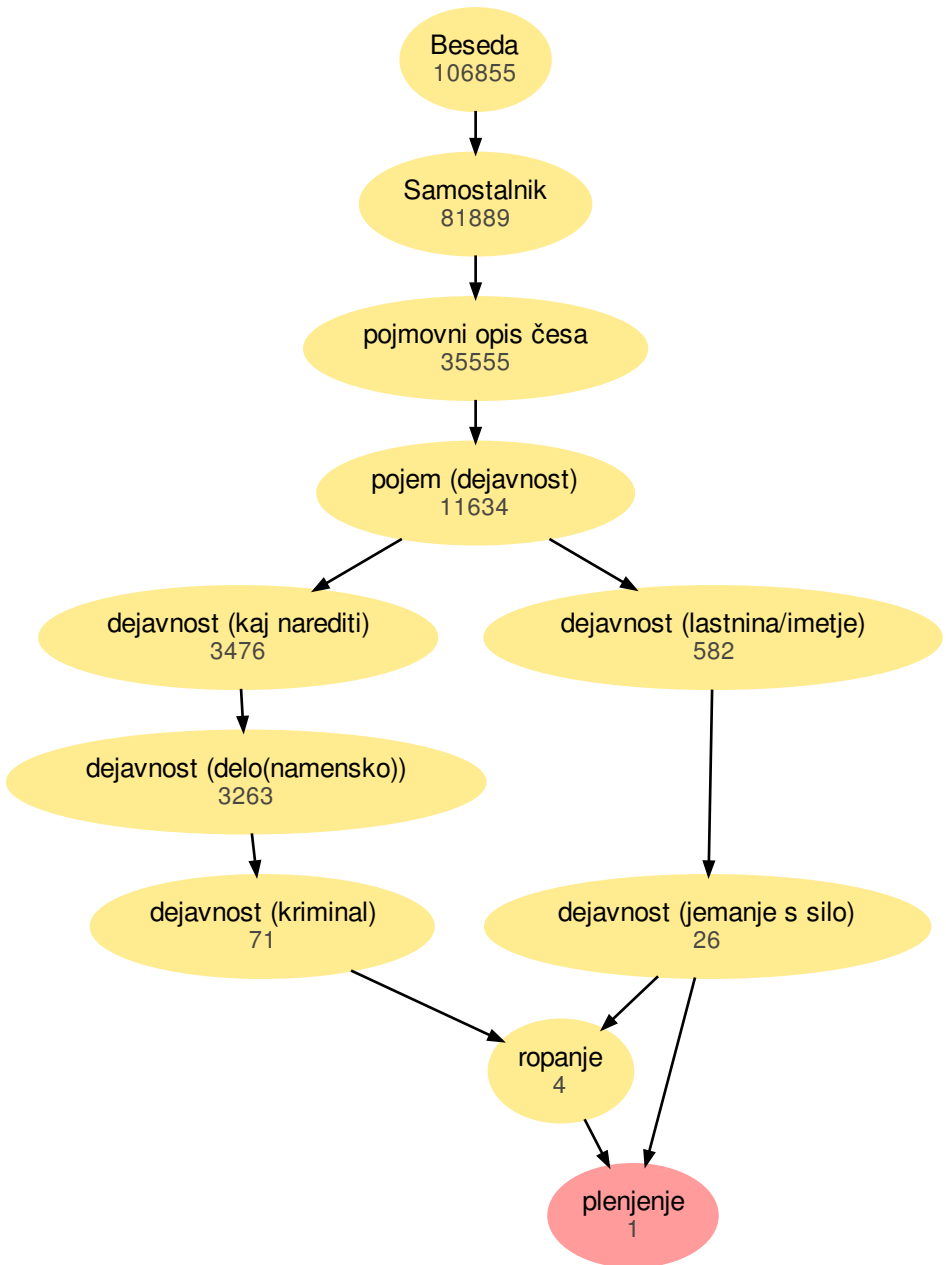 Beseda
106855
Samostalnik
81889
pojmovni opis česa
35555
pojem (dejavnost)
11634
dejavnost (kaj narediti)
3476
dejavnost (lastnina/imetje)
582
dejavnost (delo(namensko))
3263
dejavnost (kriminal)
71
dejavnost (jemanje s silo)
26
ropanje
4
plenjenje
1